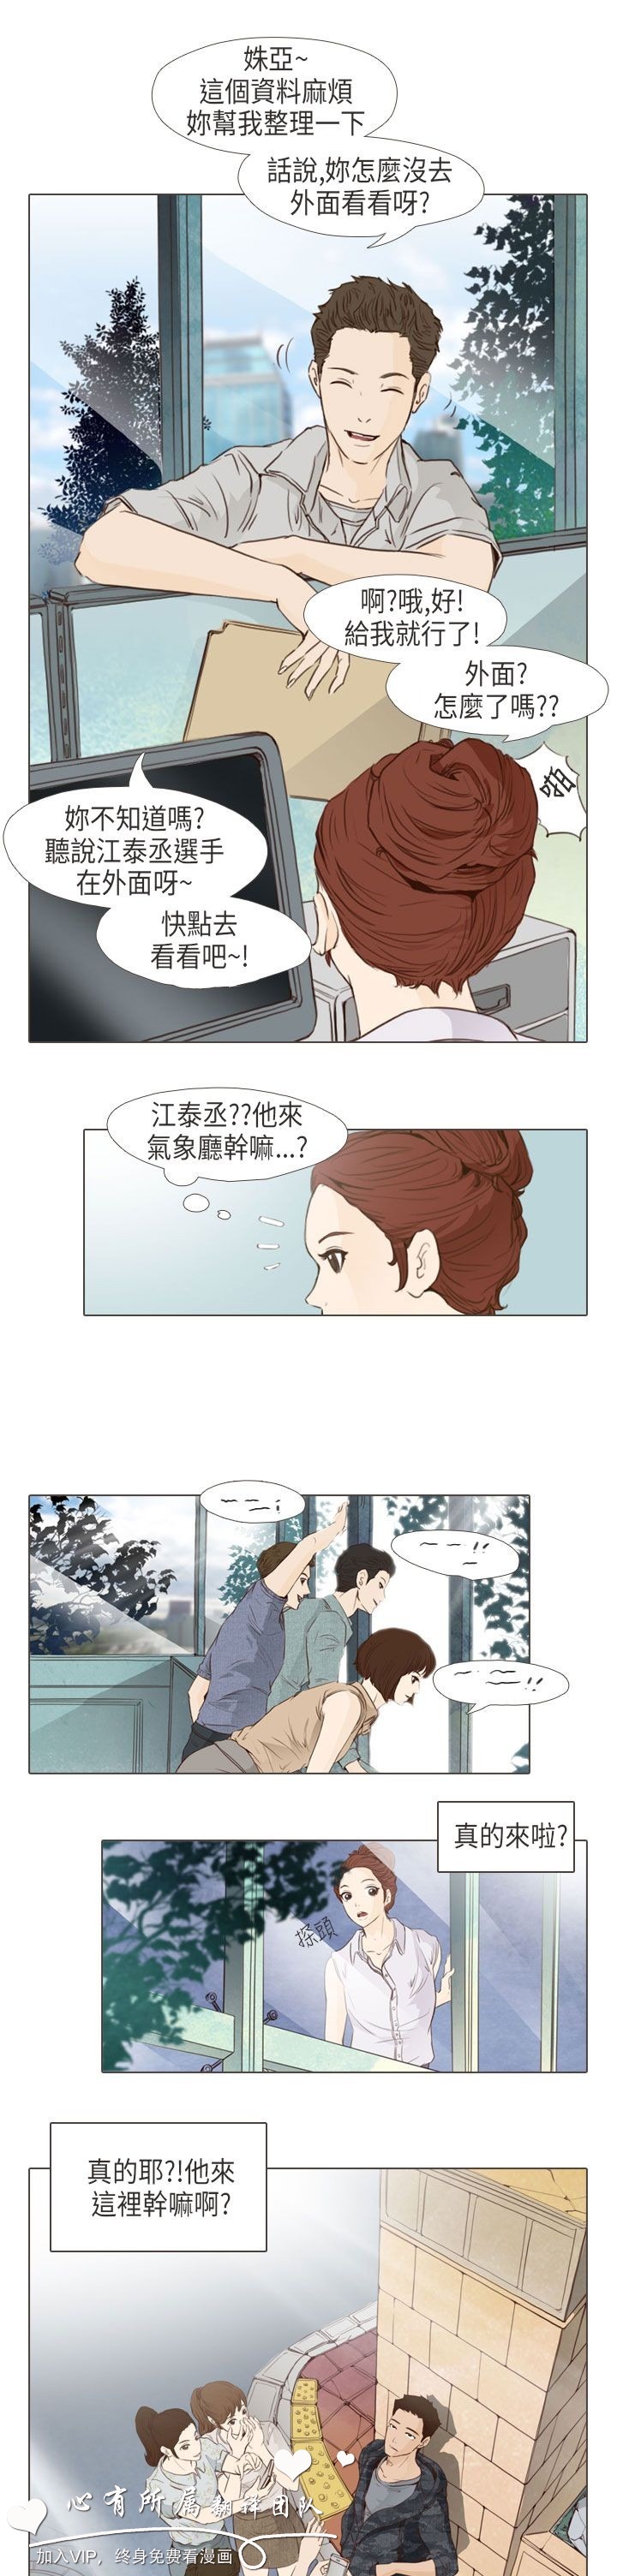 姝亞~
這個資料麻煩
妳幫我整理一下
話說,妳怎麼沒去
外面看看呀?
啊?哦,好!
給我就行了!
外面?
怎麼了嗎??
啪
妳不知道嗎?
聽說江泰丞選手
在外面呀~
快點去
看看吧~!
江泰丞??他來
氣象廳幹嘛...?
真的來啦?
探頭
真的耶?!他來
這裡幹嘛啊?
心有所属翻译团队
加入VIP，终身免费看漫画